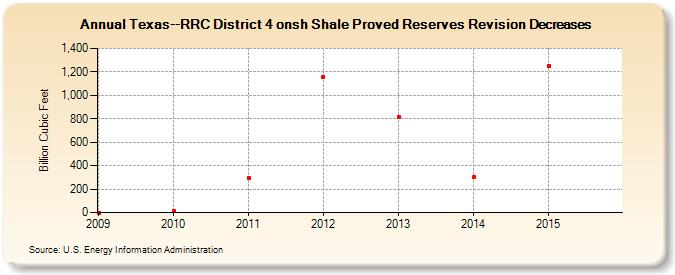 Annual Texas--RRC District 4 onsh Shale Proved Reserves Revision Decreases
Billion Cubic Feet
1,400
1,200
1,000
800
600
400
200
0
2009 2010 2011 2012 2013 2014 2015
Source: U.S. Energy Information Administration